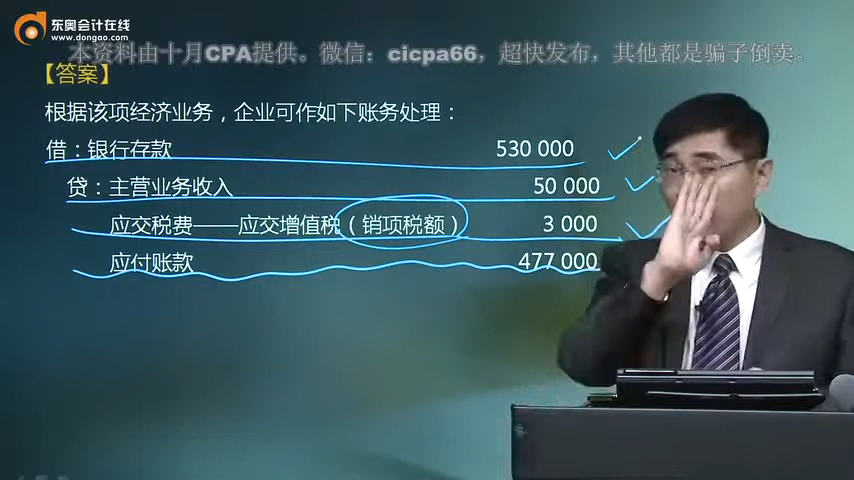 东奥会计在线
www.dongao.com
本资料由十月CPA提供。微信：cicpa66，超快发布，其他都是骗子倒卖。
【答案】
根据该项经济业务，企业可作如下账务处理：
借：银行存款 530 000
贷：主营业务收入 50 000
应交税费——应交增值税（销项税额） 3 000
应付账款 477 000